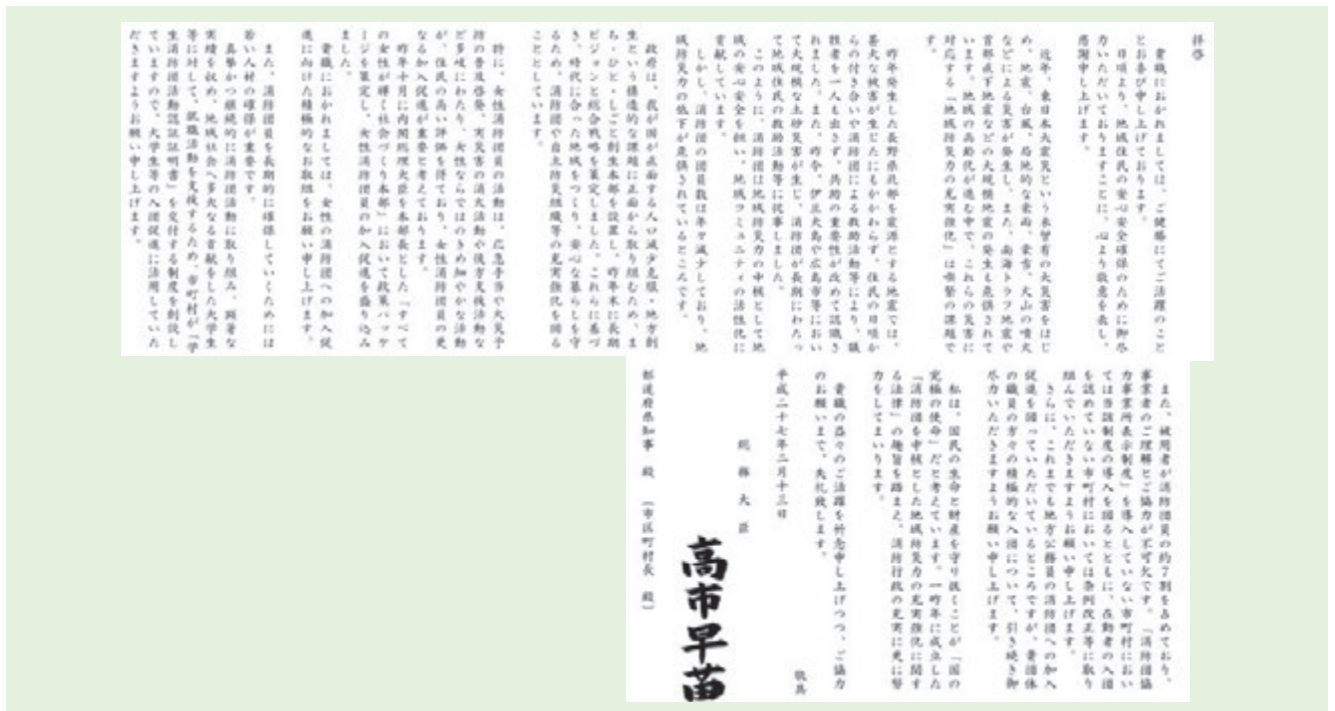 拝啓
貴職におかれましては、ご健勝にてご活躍のこと
とお喜び申し上げております。
日頃より、地域住民の安心安全確保のために御尽
力いただいておりますことに、心より敬意を表し、
感謝申し上げます。
近年、東日本大震災という未曾有の大災害をはじ
め、地震、台風、局地的な豪雨、豪雪、火山の噴火
などによる災害が発生し、また、南海トラフ地震や
首都直下地震などの大規模地震の発生も危惧されて
います。地域の高齢化が進む中で、これらの災害に
対応する「地域防災力の充実強化」は喫緊の課題で
す。
昨年発生した長野県北部を震源とする地震では、
甚大な被害が生じたにもかかわらず、住民の日頃か
らの付き合いや消防団による救助活動等により、犠
牲者を一人も出さず、共助の重要性が改めて認識さ
れました。また、昨今、伊豆大島や広島市等におい
て大規模な土砂災害が生じ、消防団が長期にわたっ
て地域住民の救助活動等に従事しました。
このように、消防団は地域防災力の中核として地
域の安心安全を担い、地域コミュニティの活性化に
貢献しています。
しかし、消防団の団員数は年々減少しており、地
域防災力の低下が危惧されているところです。
政府は、我が国が直面する人口減少克服・地方創
生という構造的な課題に正面から取り組むため、ま
ち・ひと・しごと創生本部を設置し、昨年末に長期
ビジョンと総合戦略を策定しました。これらに基づ
き、時代に合った地域をつくり、安心な暮らしを守
るため、消防団や自主防災組織等の充実強化を図る
こととしています。
特に、女性消防団員の活動は、応急手当や火災予
防の普及啓発、実災害の消火活動や後方支援活動な
ど多岐にわたり、女性ならではのきめ細やかな活動
が、住民の高い評価を得ており、女性消防団員の更
なる加入促進が重要と考えております。
昨年十月に内閣総理大臣を本部長とした「すべて
の女性が輝く社会づくり本部」において政策パッケ
ージを策定し、女性消防団員の加入促進を盛り込み
ました。
貴職におかれましては、女性の消防団への加入促
進に向けた積極的なお取組をお願い申し上げます。
また、消防団員を長期的に確保していくためには
若い人材の確保が重要です。
真摯かつ継続的に消防団活動に取り組み、顕著な
実績を収め、地域社会へ多大なる貢献をした大学生
等に対して、就職活動を支援するため、市町村が「学
生消防団活動認証証明書」を交付する制度を創設し
ていますので、大学生等の入団促進に活用していた
だきますようお願い申し上げます。
また、被用者が消防団員の約7割を占めており、
事業者のご理解とご協力が不可欠です。「消防団協
力事業所表示制度」を導入していない市町村におい
ては当該制度の導入を図るとともに、在勤者の入団
を認めていない市町村においては条例改正等に取り
組んでいただきますようお願い申し上げます。
さらに、これまでも地方公務員の消防団への加入
促進を図っていただいているところですが、貴団体
の職員の方々の積極的な入団について、引き続き御
尽力いただきますようお願い申し上げます。
私は、国民の生命と財産を守り抜くことが「国の
究極の使命」だと考えています。一昨年に成立した
「消防団を中核とした地域防災力の充実強化に関す
る法律」の趣旨を踏まえ、消防行政の充実に更に努
力をしてまいります。
貴職の益々のご活躍を祈念申し上げつつ、ご協力
のお願いまで、失礼致します。
敬具
平成二十七年二月十三日
総務大臣
高市早苗
都道府県知事 殿 (市区町村長 殿)